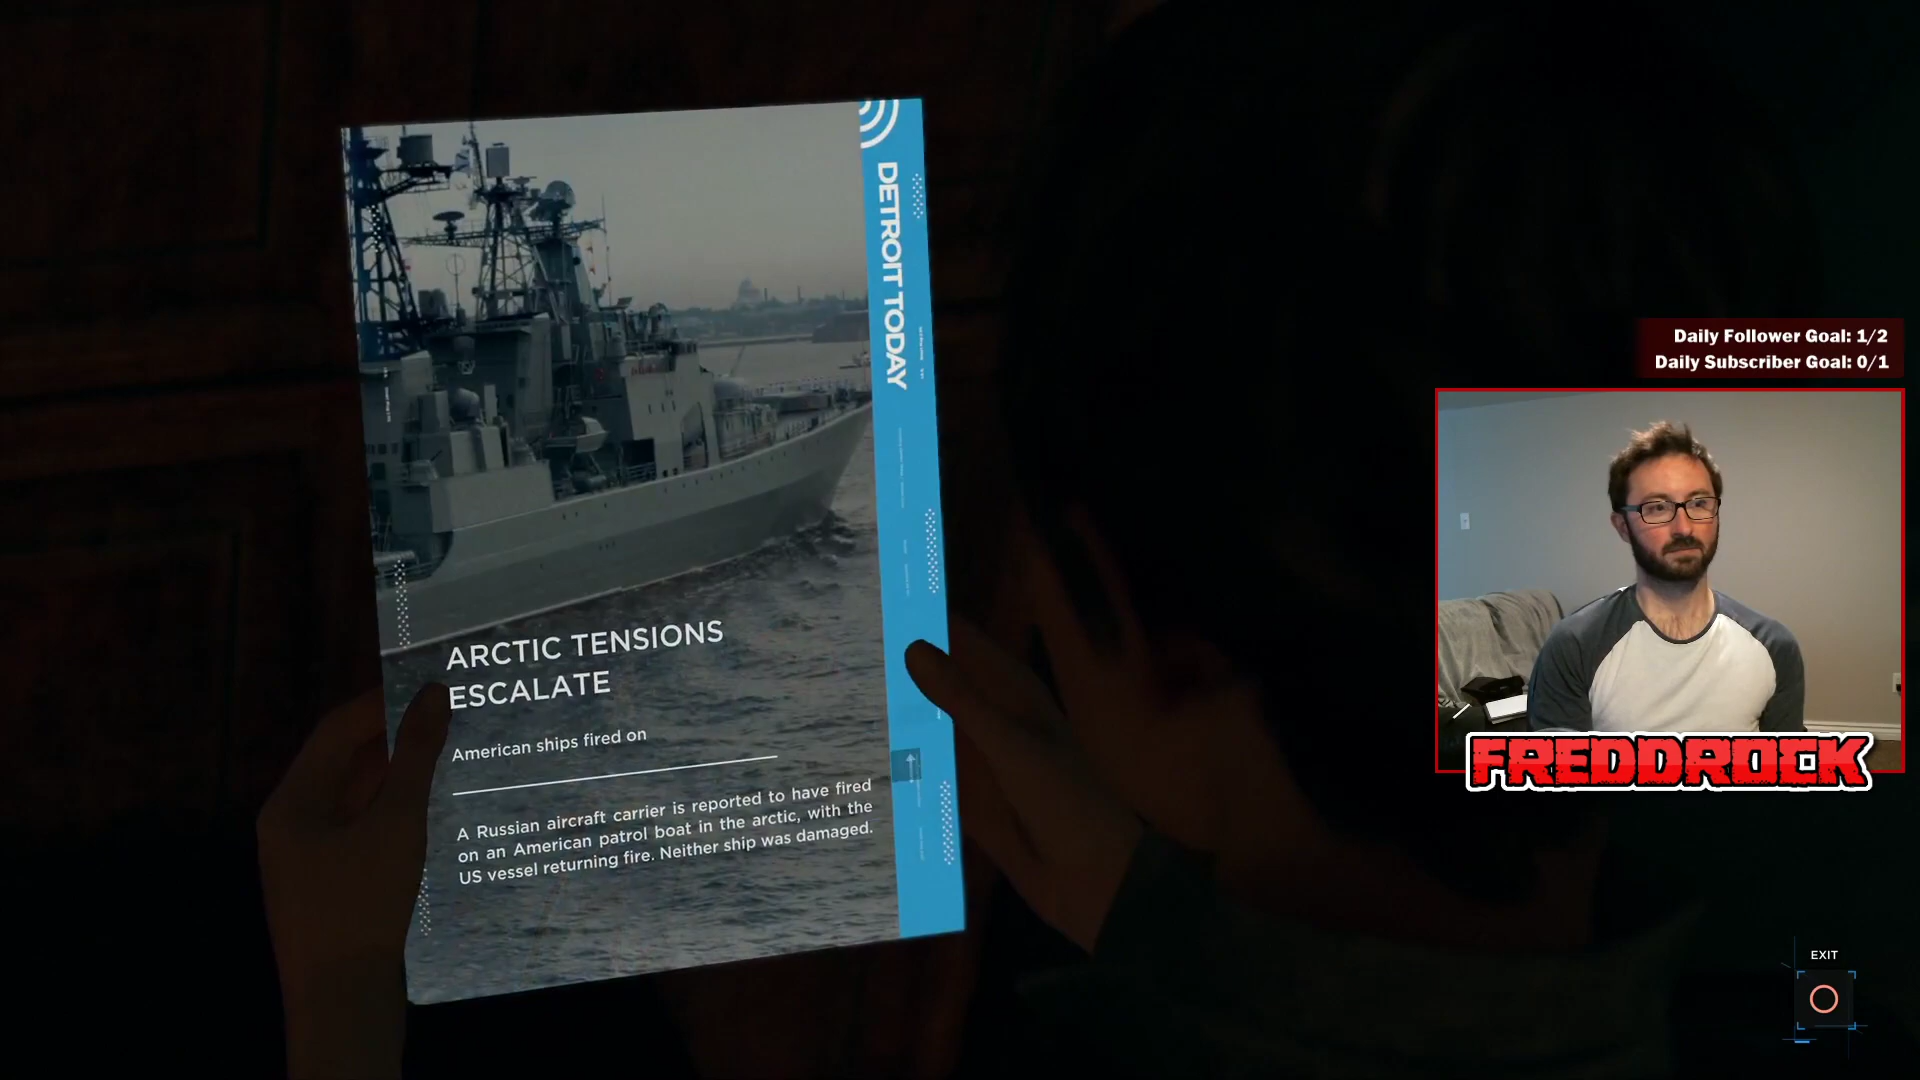 DETROIT TODAY
ARCTIC TENSIONS
ESCALATE
American ships fired on
A Russian aircraft carrier is reported to have fired
on an American patrol boat in the arctic, with the
US vessel returning fire. Neither ship was damaged.
Daily Follower Goal: 1/2
Daily Subscriber Goal: 0/1
FREDDROCK
EXIT